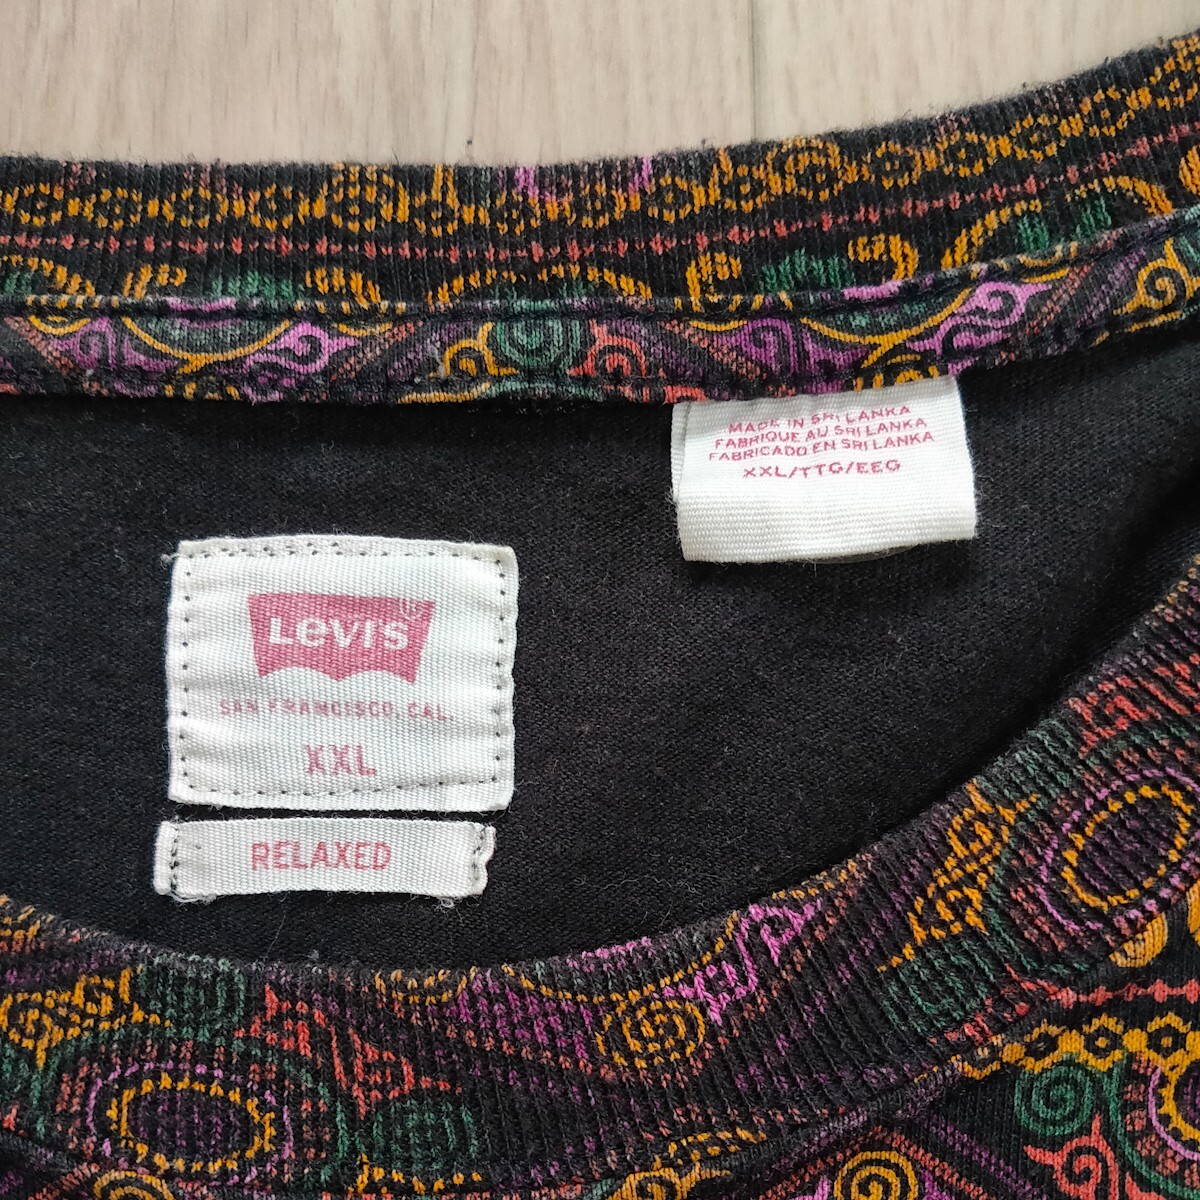 MADE IN SRI LANKA
FABRIQUE AU SRI LANKA
FABRICADO EN SRI LANKA
XXL/TTG/EEG
LEVI'S
SAN FRANCISCO, CAL.
XXL
RELAXED